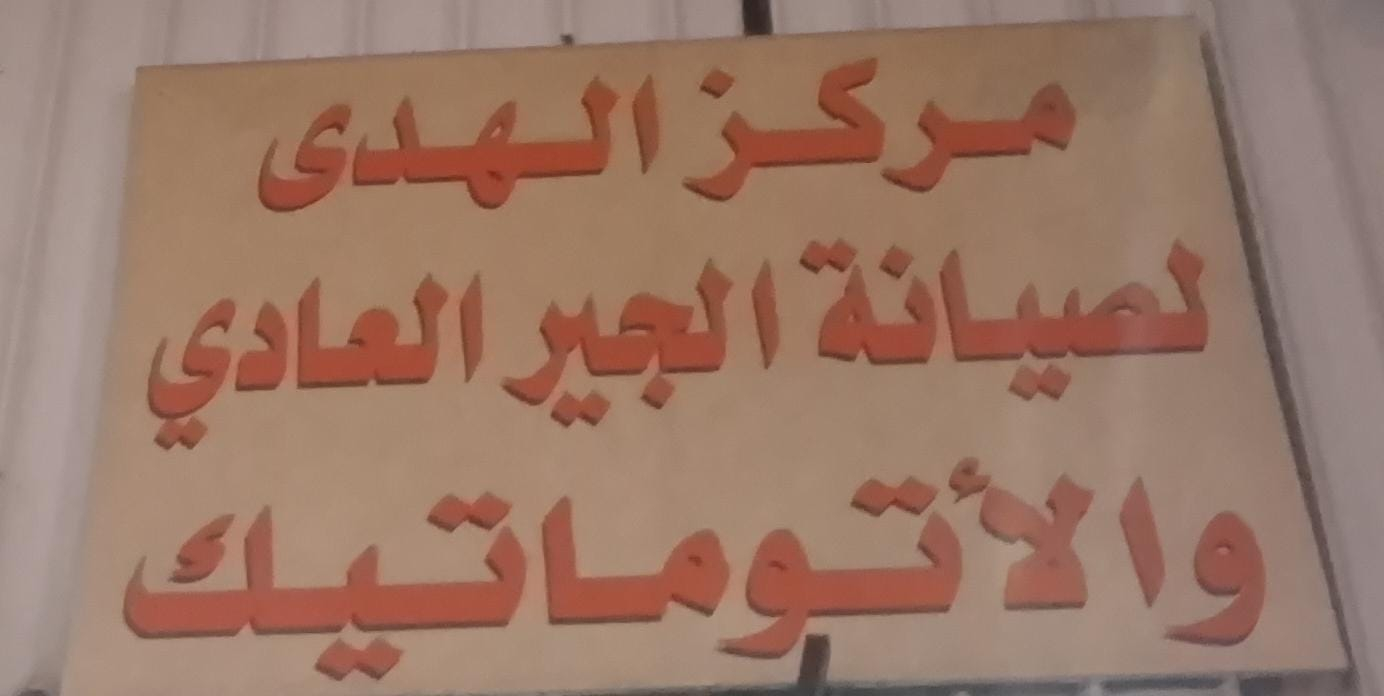 مركز الهدى
لصيانة الجير العادي
والأتوماتيك